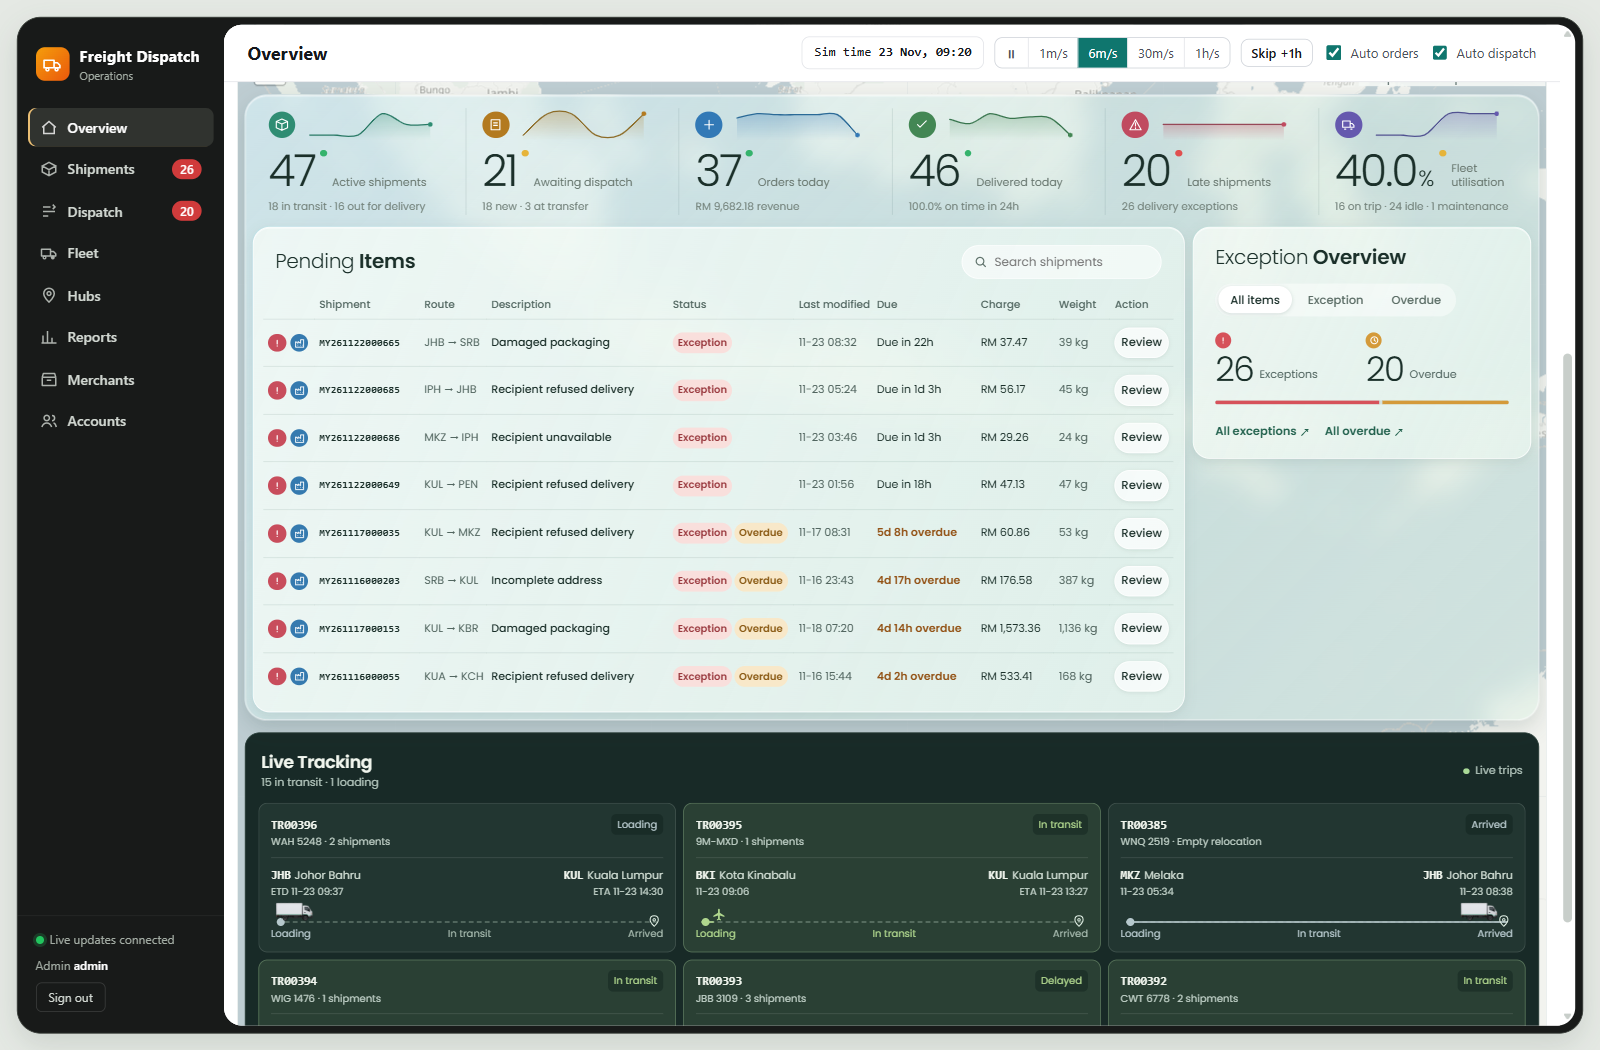 Freight Dispatch
Operations
Overview
Shipments 26
Dispatch 20
Fleet
Hubs
Reports
Merchants
Accounts
Live updates connected
Admin admin
Sign out
Overview
Sim time 23 Nov, 09:20
1m/s 6m/s 30m/s 1h/s
Skip +1h
Auto orders
Auto dispatch
Bungo Jambi
47 Active shipments
18 in transit · 16 out for delivery
21 Awaiting dispatch
18 new · 3 at transfer
37 Orders today
RM 9,682.18 revenue
46 Delivered today
100.0% on time in 24h
20 Late shipments
26 delivery exceptions
40.0% Fleet utilisation
16 on trip · 24 idle · 1 maintenance
Pending Items
Search shipments
Shipment Route Description Status Last modified Due Charge Weight Action
MY261122000665 JHB → SRB Damaged packaging Exception 11-23 08:32 Due in 22h RM 37.47 39 kg Review
MY261122000685 IPH → JHB Recipient refused delivery Exception 11-23 05:24 Due in 1d 3h RM 56.17 45 kg Review
MY261122000686 MKZ → IPH Recipient unavailable Exception 11-23 03:46 Due in 1d 3h RM 29.26 24 kg Review
MY261122000649 KUL → PEN Recipient refused delivery Exception 11-23 01:56 Due in 18h RM 47.13 47 kg Review
MY261117000035 KUL → MKZ Recipient refused delivery Exception Overdue 11-17 08:31 5d 8h overdue RM 60.86 53 kg Review
MY261116000203 SRB → KUL Incomplete address Exception Overdue 11-16 23:43 4d 17h overdue RM 176.58 387 kg Review
MY261117000153 KUL → KBR Damaged packaging Exception Overdue 11-18 07:20 4d 14h overdue RM 1,573.36 1,136 kg Review
MY261116000055 KUA → KCH Recipient refused delivery Exception Overdue 11-16 15:44 4d 2h overdue RM 533.41 168 kg Review
Exception Overview
All items Exception Overdue
26 Exceptions
20 Overdue
All exceptions ↗ All overdue ↗
Live Tracking
15 in transit · 1 loading
Live trips
TR00396 Loading
WAH 5248 · 2 shipments
JHB Johor Bahru KUL Kuala Lumpur
ETD 11-23 09:37 ETA 11-23 14:30
Loading In transit Arrived
TR00395 In transit
9M-MXD · 1 shipments
BKI Kota Kinabalu KUL Kuala Lumpur
11-23 09:06 ETA 11-23 13:27
Loading In transit Arrived
TR00385 Arrived
WNQ 2519 · Empty relocation
MKZ Melaka JHB Johor Bahru
11-23 05:34 11-23 08:38
Loading In transit Arrived
TR00394 In transit
WIG 1476 · 1 shipments
TR00393 Delayed
JBB 3109 · 3 shipments
TR00392 In transit
CWT 6778 · 2 shipments